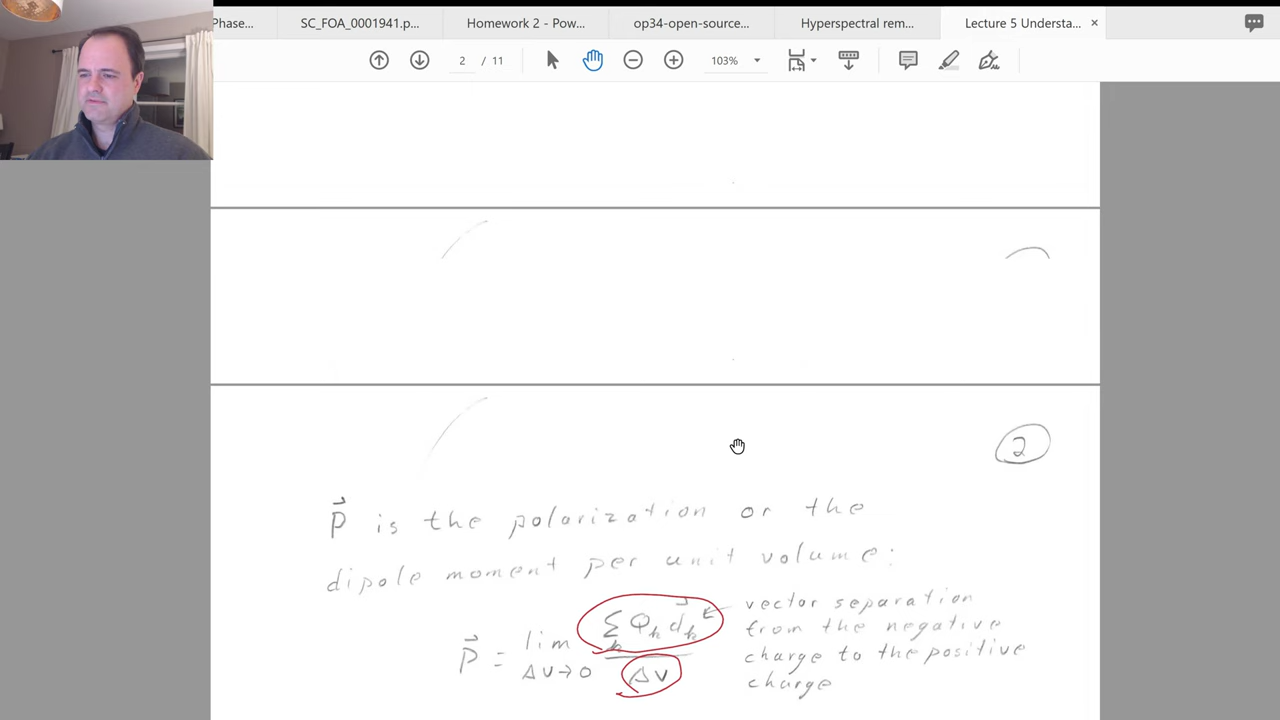 Phase...
SC_FOA_0001941.p...
Homework 2 - Pow...
op34-open-source...
Hyperspectral rem...
Lecture 5 Understa...
2 / 11
103%
2
P⃗ is the polarization or the
dipole moment per unit volume:
P⃗ = lim ΔV→0 Σₖ Qₖ d⃗ₖ / ΔV
vector separation
from the negative
charge to the positive
charge